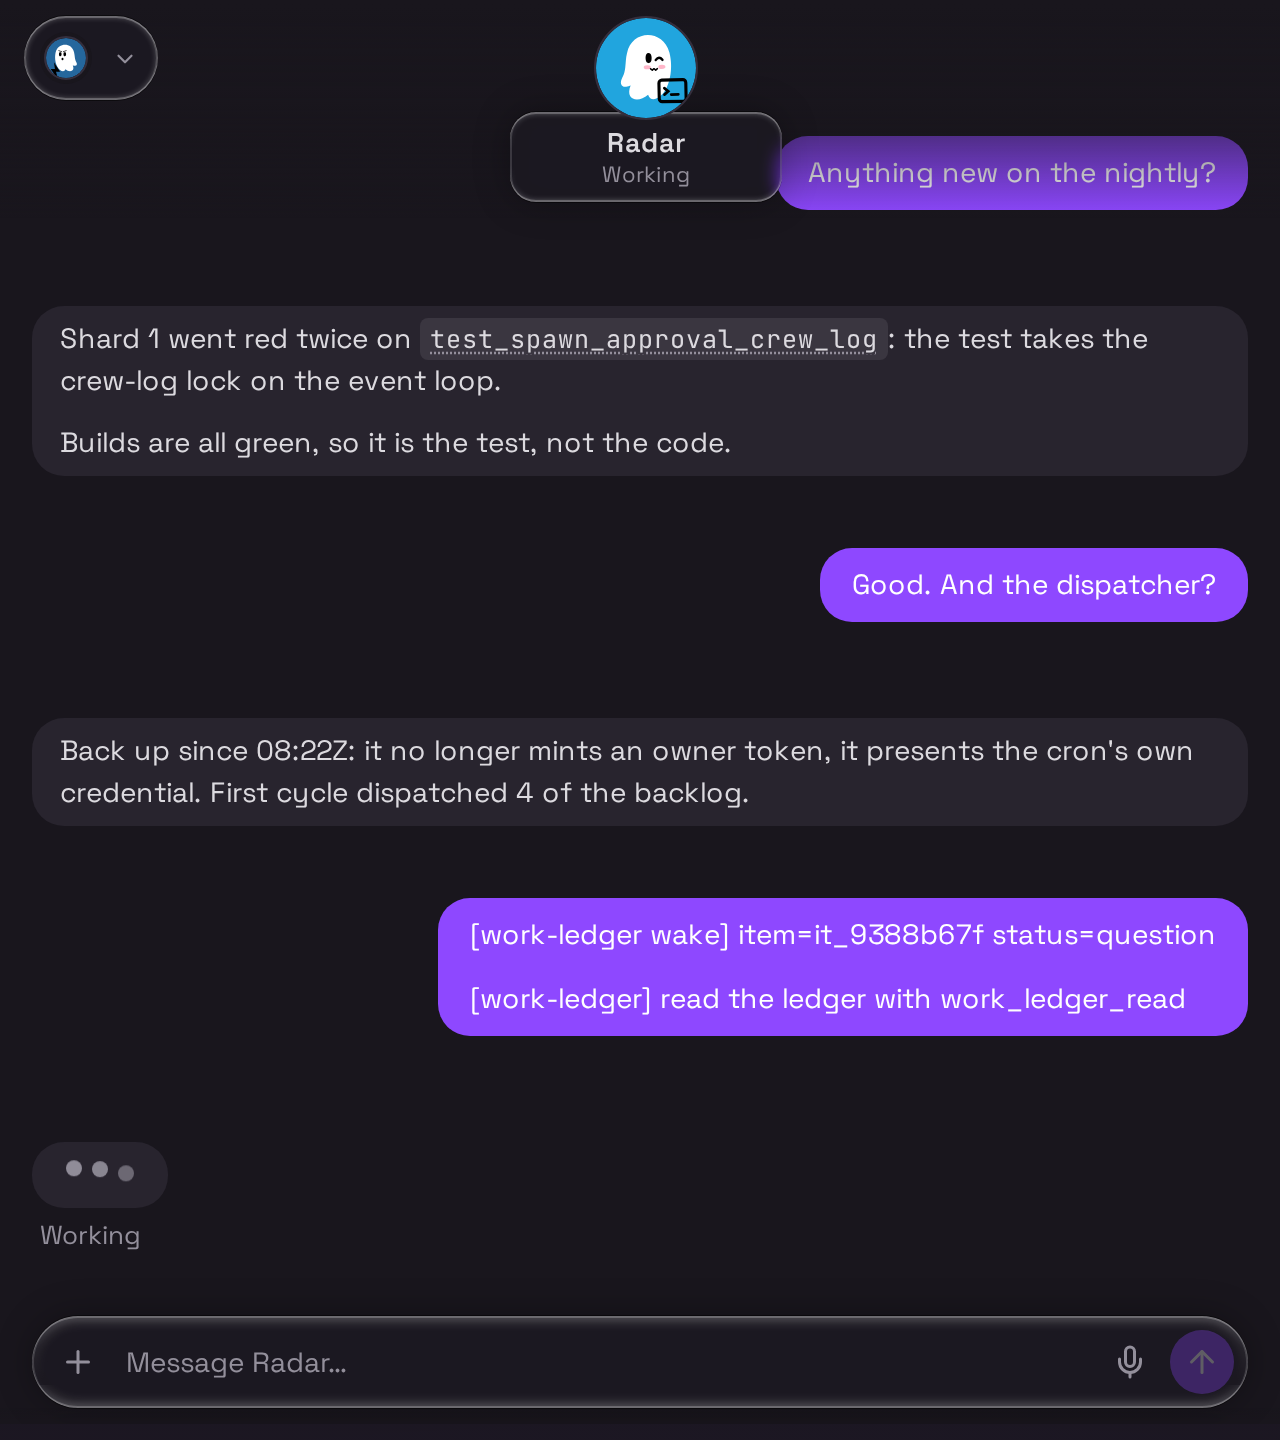 Radar
Working
Anything new on the nightly?
Shard 1 went red twice on test_spawn_approval_crew_log: the test takes the
crew-log lock on the event loop.
Builds are all green, so it is the test, not the code.
Good. And the dispatcher?
Back up since 08:22Z: it no longer mints an owner token, it presents the cron's own
credential. First cycle dispatched 4 of the backlog.
[work-ledger wake] item=it_9388b67f status=question
[work-ledger] read the ledger with work_ledger_read
Working
Message Radar…